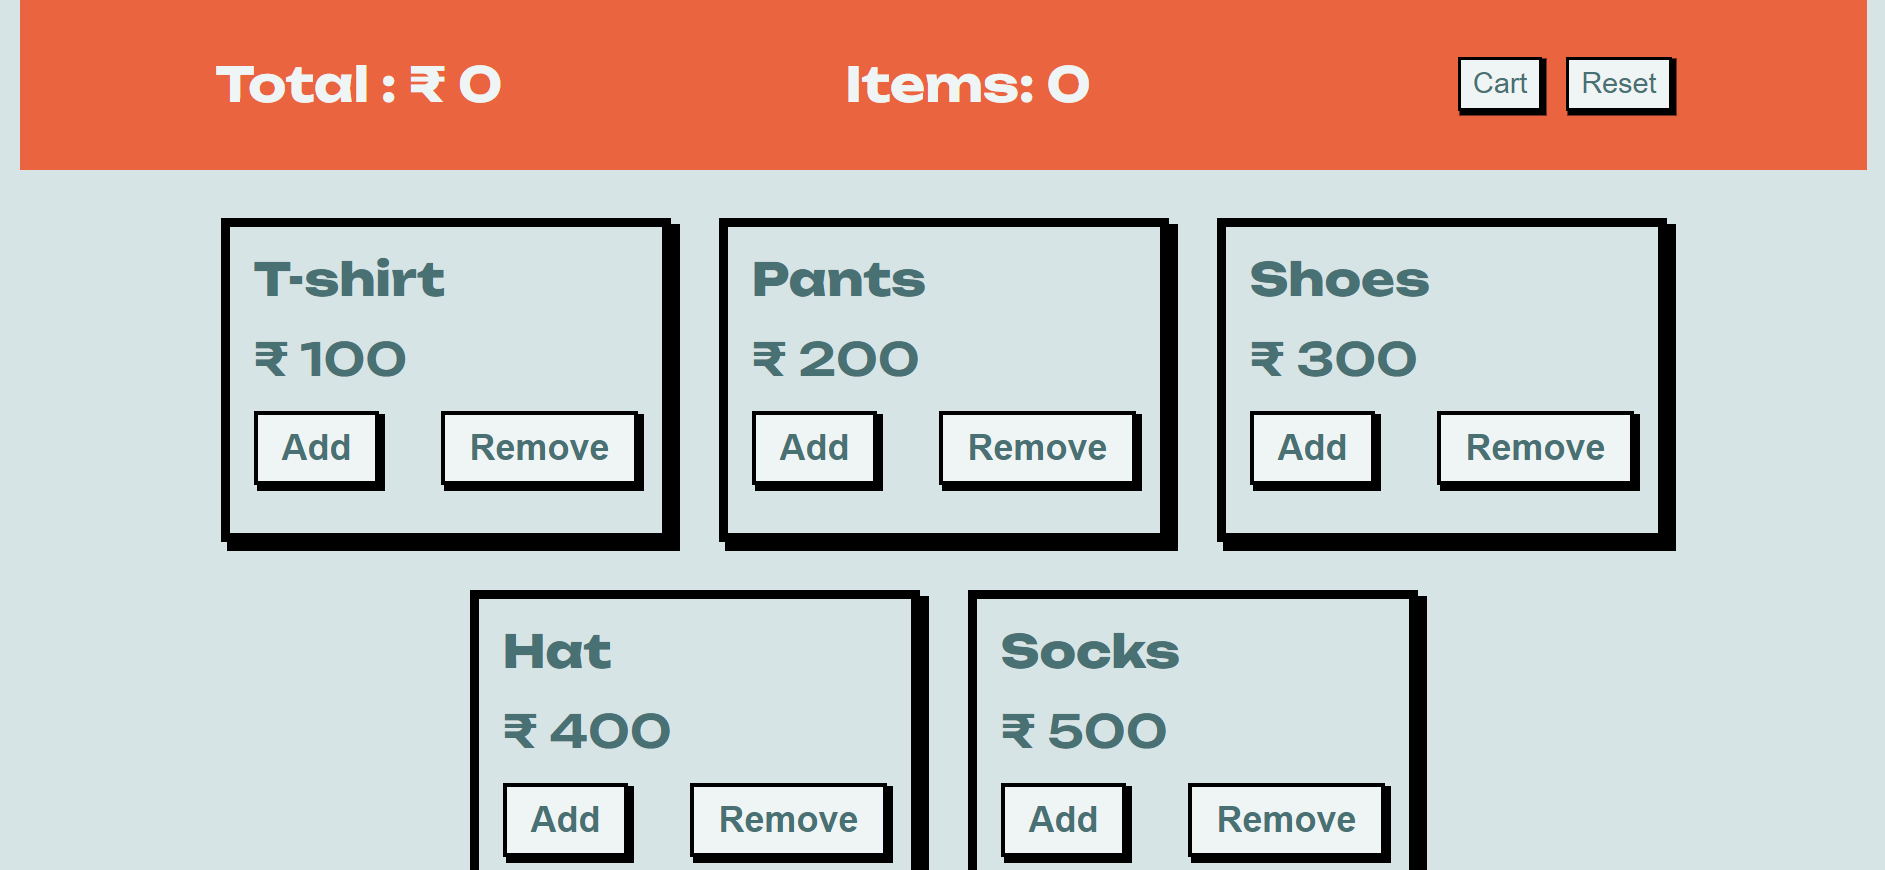 Total : ₹ 0 Items: 0 Cart Reset
T-shirt
₹ 100
Add Remove
Pants
₹ 200
Add Remove
Shoes
₹ 300
Add Remove
Hat
₹ 400
Add Remove
Socks
₹ 500
Add Remove